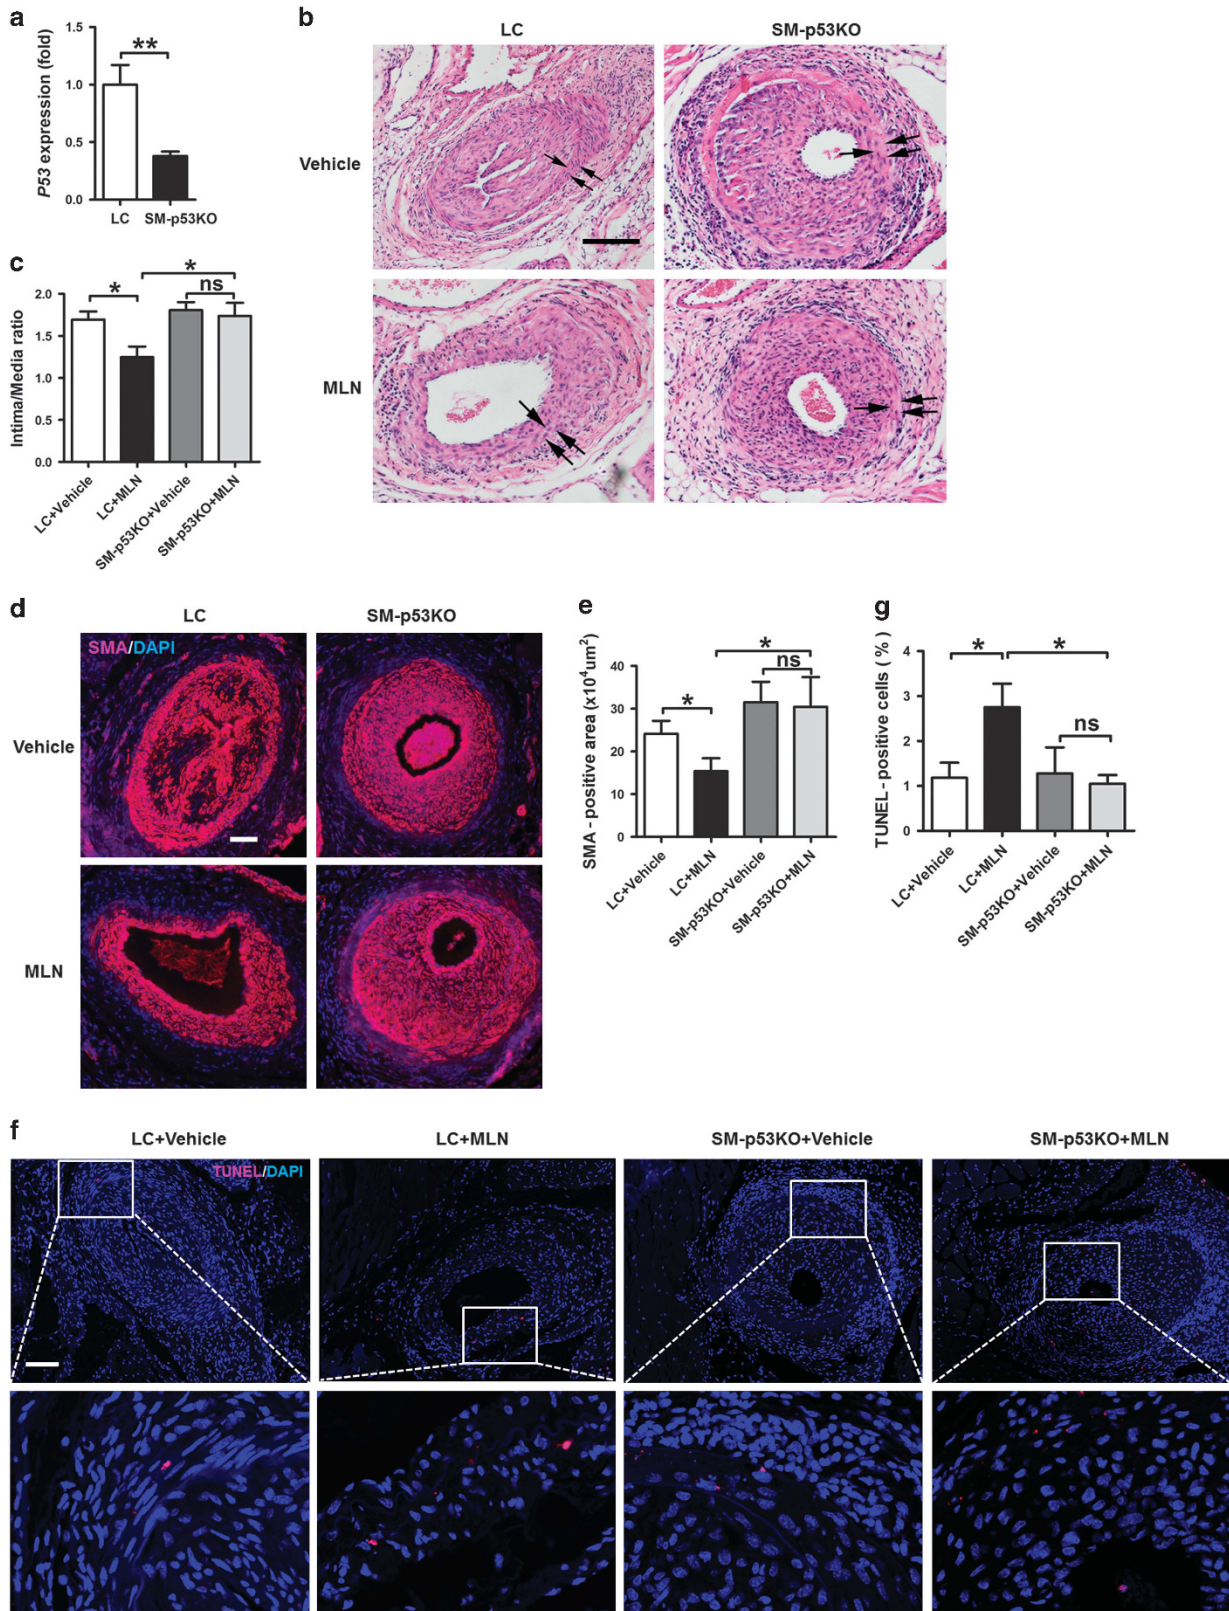 a
**
P53 expression (fold)
1.5
1.0
0.5
0.0
LC SM-p53KO
b
LC SM-p53KO
Vehicle
MLN
c
*
*
ns
Intima/Media ratio
2.0
1.5
1.0
0.5
0.0
LC+Vehicle
LC+MLN
SM-p53KO+Vehicle
SM-p53KO+MLN
d
LC SM-p53KO
SMA/DAPI
Vehicle
MLN
e
*
ns
*
SMA - positive area (x10⁴um²)
40
30
20
10
0
LC+Vehicle
LC+MLN
SM-p53KO+Vehicle
SM-p53KO+MLN
g
* *
ns
TUNEL - positive cells ( % )
4
3
2
1
0
LC+Vehicle
LC+MLN
SM-p53KO+Vehicle
SM-p53KO+MLN
f
LC+Vehicle LC+MLN SM-p53KO+Vehicle SM-p53KO+MLN
TUNEL/DAPI